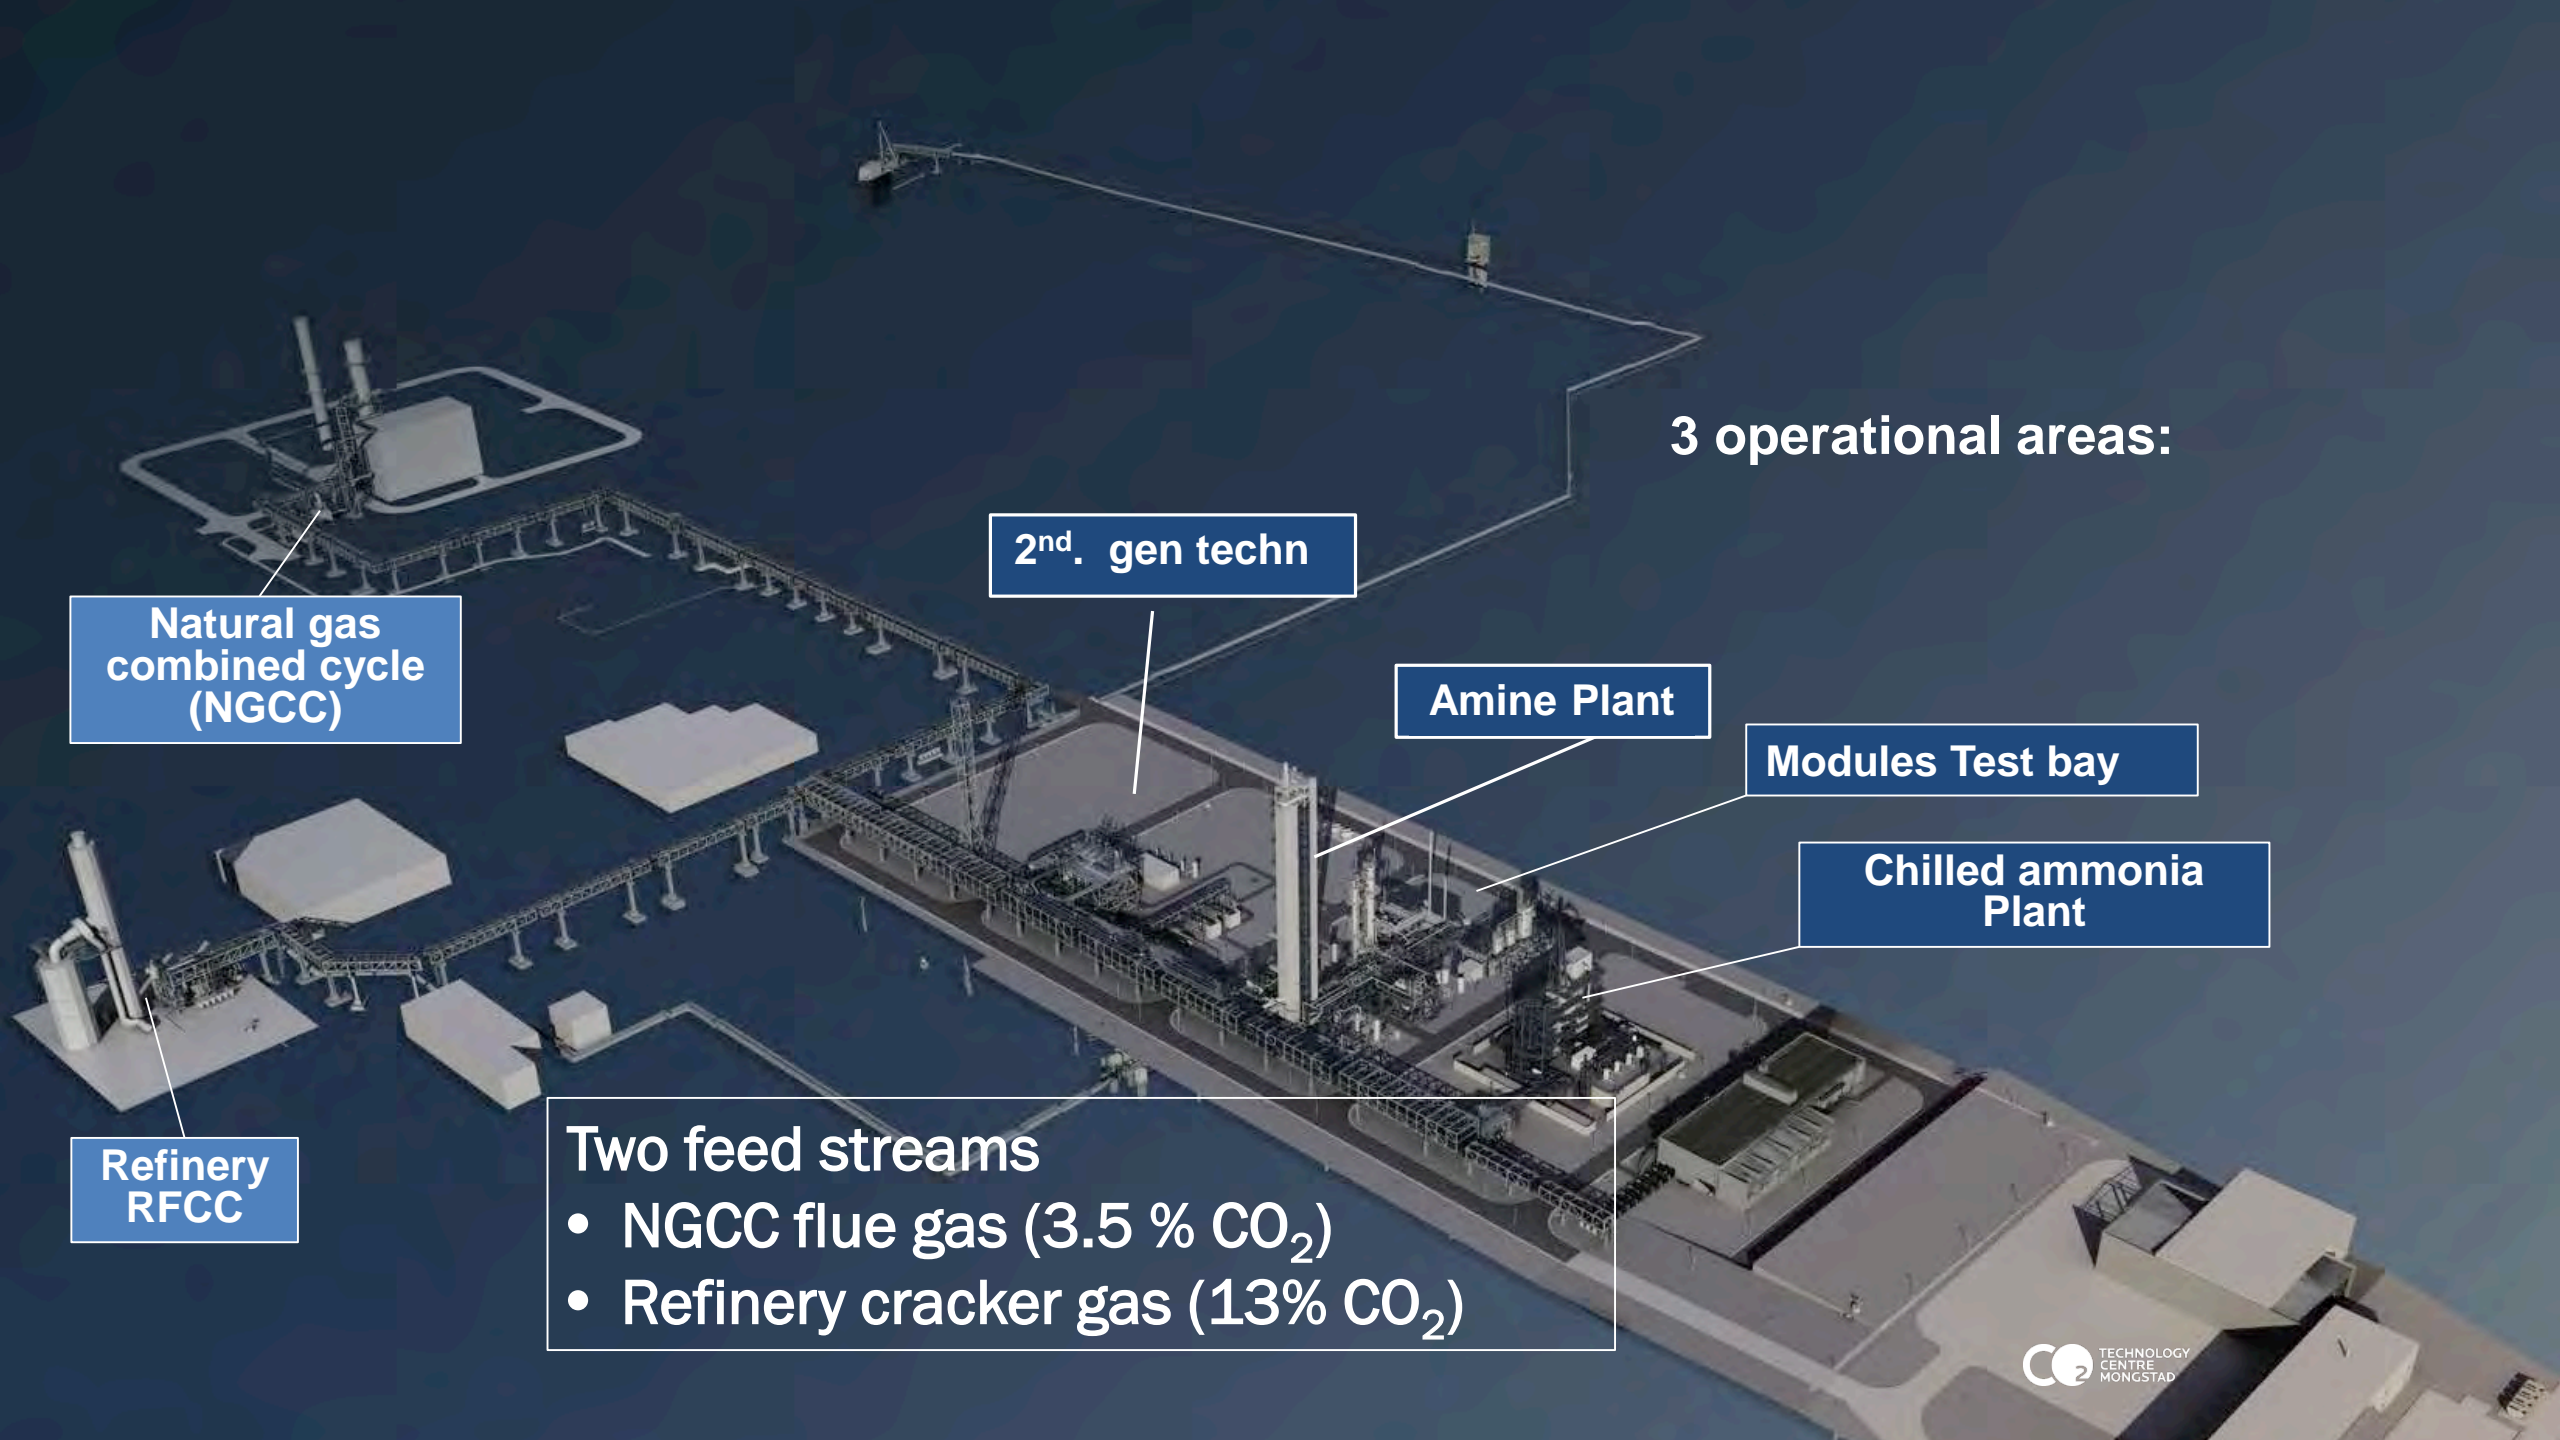 3 operational areas:
2nd. gen techn
Natural gas
combined cycle
(NGCC)
Amine Plant
Modules Test bay
Chilled ammonia
Plant
Refinery
RFCC
Two feed streams
• NGCC flue gas (3.5 % CO₂)
• Refinery cracker gas (13% CO₂)
CO₂ TECHNOLOGY
CENTRE
MONGSTAD